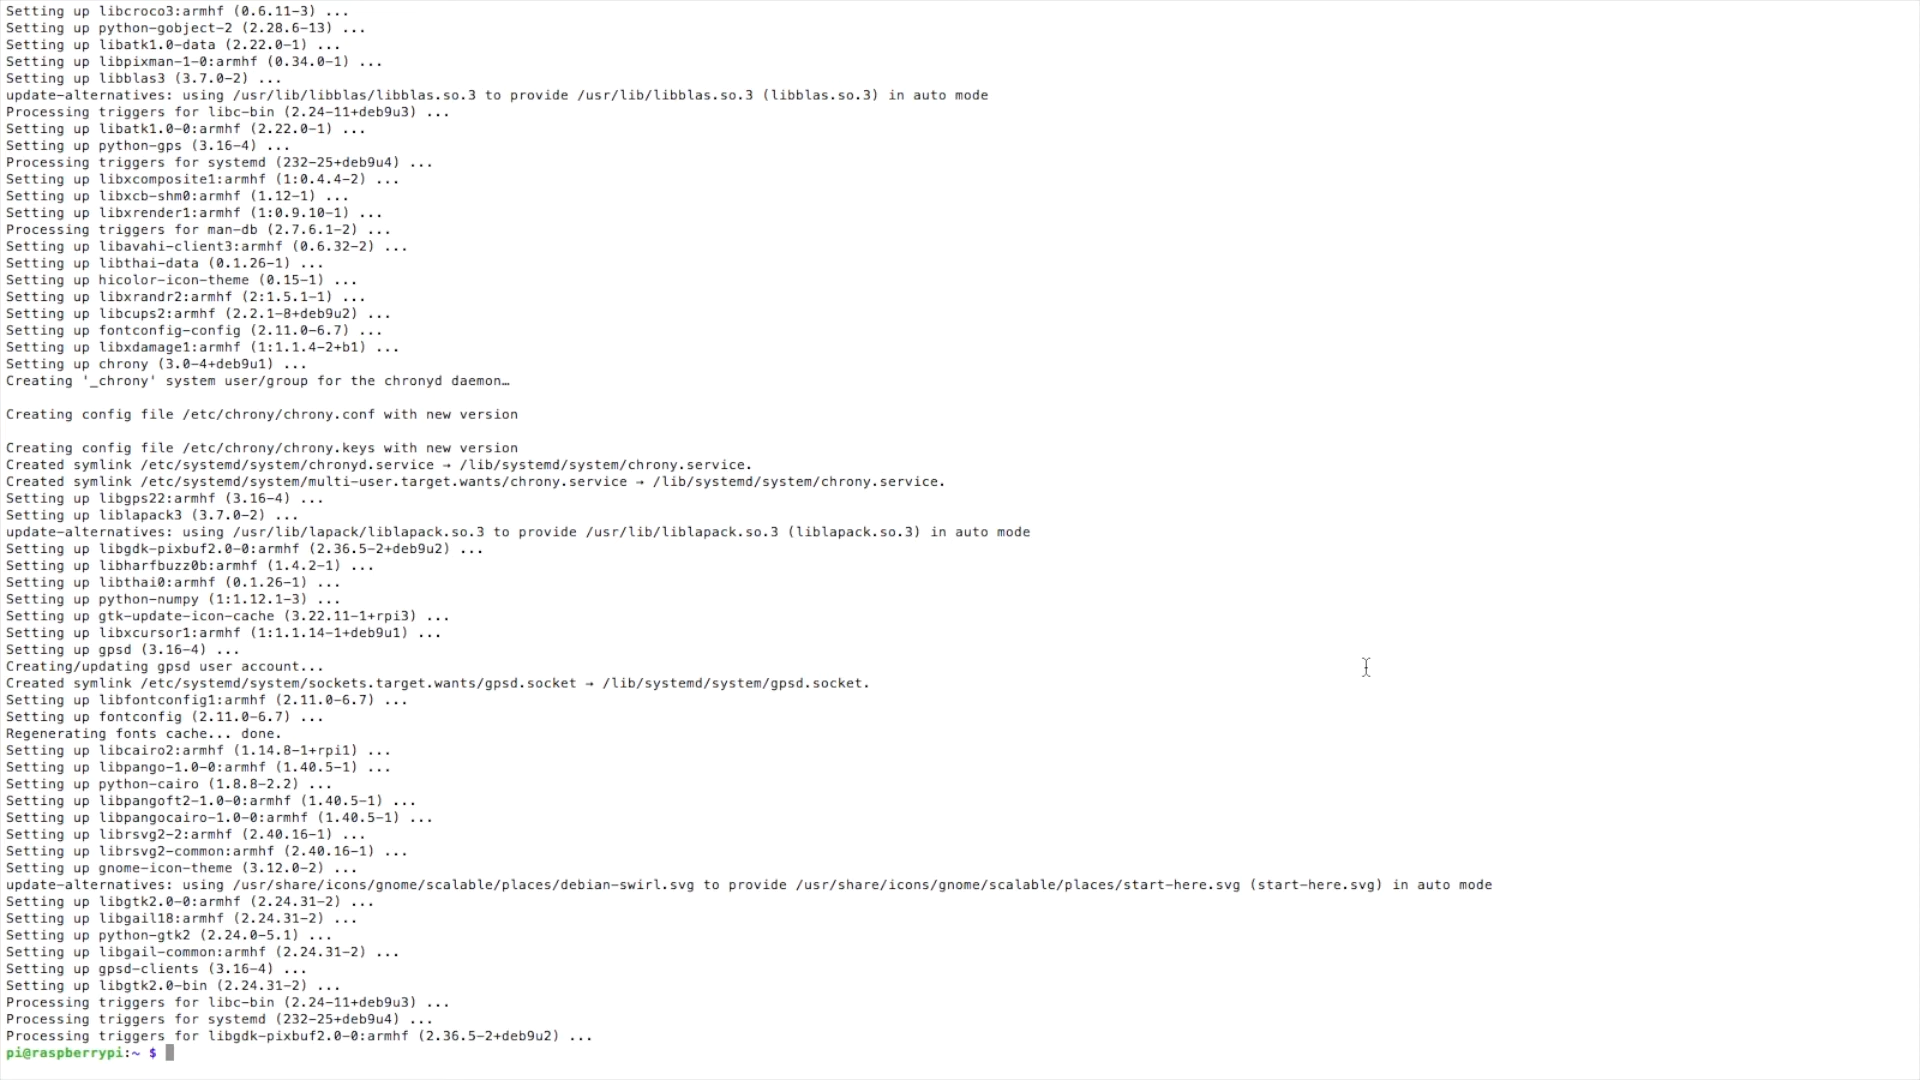 Setting up libcroco3:armhf (0.6.11-3) ...
Setting up python-gobject-2 (2.28.6-13) ...
Setting up libatk1.0-data (2.22.0-1) ...
Setting up libpixman-1-0:armhf (0.34.0-1) ...
Setting up libblas3 (3.7.0-2) ...
update-alternatives: using /usr/lib/libblas/libblas.so.3 to provide /usr/lib/libblas.so.3 (libblas.so.3) in auto mode
Processing triggers for libc-bin (2.24-11+deb9u3) ...
Setting up libatk1.0-0:armhf (2.22.0-1) ...
Setting up python-gps (3.16-4) ...
Processing triggers for systemd (232-25+deb9u4) ...
Setting up libxcomposite1:armhf (1:0.4.4-2) ...
Setting up libxcb-shm0:armhf (1.12-1) ...
Setting up libxrender1:armhf (1:0.9.10-1) ...
Processing triggers for man-db (2.7.6.1-2) ...
Setting up libavahi-client3:armhf (0.6.32-2) ...
Setting up libthai-data (0.1.26-1) ...
Setting up hicolor-icon-theme (0.15-1) ...
Setting up libxrandr2:armhf (2:1.5.1-1) ...
Setting up libcups2:armhf (2.2.1-8+deb9u2) ...
Setting up fontconfig-config (2.11.0-6.7) ...
Setting up libxdamage1:armhf (1:1.1.4-2+b1) ...
Setting up chrony (3.0-4+deb9u1) ...
Creating '_chrony' system user/group for the chronyd daemon…
Creating config file /etc/chrony/chrony.conf with new version
Creating config file /etc/chrony/chrony.keys with new version
Created symlink /etc/systemd/system/chronyd.service → /lib/systemd/system/chrony.service.
Created symlink /etc/systemd/system/multi-user.target.wants/chrony.service → /lib/systemd/system/chrony.service.
Setting up libgps22:armhf (3.16-4) ...
Setting up liblapack3 (3.7.0-2) ...
update-alternatives: using /usr/lib/lapack/liblapack.so.3 to provide /usr/lib/liblapack.so.3 (liblapack.so.3) in auto mode
Setting up libgdk-pixbuf2.0-0:armhf (2.36.5-2+deb9u2) ...
Setting up libharfbuzz0b:armhf (1.4.2-1) ...
Setting up libthai0:armhf (0.1.26-1) ...
Setting up python-numpy (1:1.12.1-3) ...
Setting up gtk-update-icon-cache (3.22.11-1+rpi3) ...
Setting up libxcursor1:armhf (1:1.1.14-1+deb9u1) ...
Setting up gpsd (3.16-4) ...
Creating/updating gpsd user account...
Created symlink /etc/systemd/system/sockets.target.wants/gpsd.socket → /lib/systemd/system/gpsd.socket.
Setting up libfontconfig1:armhf (2.11.0-6.7) ...
Setting up fontconfig (2.11.0-6.7) ...
Regenerating fonts cache... done.
Setting up libcairo2:armhf (1.14.8-1+rpi1) ...
Setting up libpango-1.0-0:armhf (1.40.5-1) ...
Setting up python-cairo (1.8.8-2.2) ...
Setting up libpangoft2-1.0-0:armhf (1.40.5-1) ...
Setting up libpangocairo-1.0-0:armhf (1.40.5-1) ...
Setting up librsvg2-2:armhf (2.40.16-1) ...
Setting up librsvg2-common:armhf (2.40.16-1) ...
Setting up gnome-icon-theme (3.12.0-2) ...
update-alternatives: using /usr/share/icons/gnome/scalable/places/debian-swirl.svg to provide /usr/share/icons/gnome/scalable/places/start-here.svg (start-here.svg) in auto mode
Setting up libgtk2.0-0:armhf (2.24.31-2) ...
Setting up libgail18:armhf (2.24.31-2) ...
Setting up python-gtk2 (2.24.0-5.1) ...
Setting up libgail-common:armhf (2.24.31-2) ...
Setting up gpsd-clients (3.16-4) ...
Setting up libgtk2.0-bin (2.24.31-2) ...
Processing triggers for libc-bin (2.24-11+deb9u3) ...
Processing triggers for systemd (232-25+deb9u4) ...
Processing triggers for libgdk-pixbuf2.0-0:armhf (2.36.5-2+deb9u2) ...
pi@raspberrypi:~ $